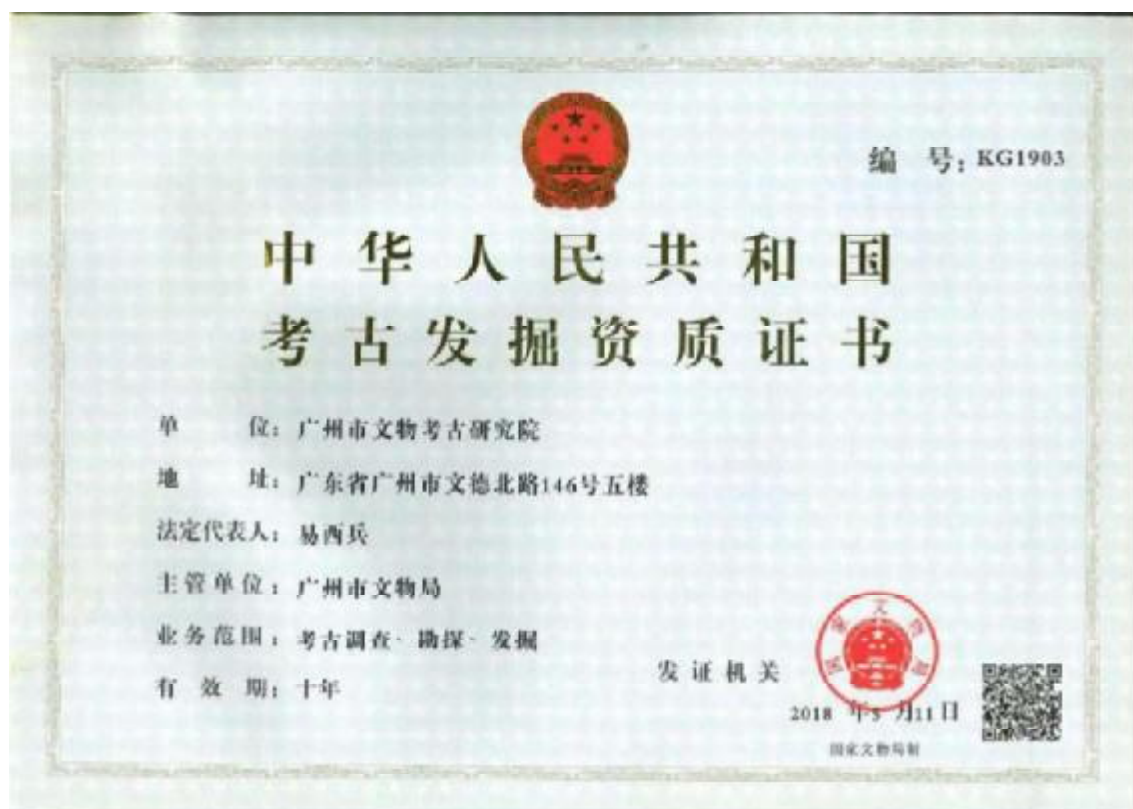 编 号：KG1903
中华人民共和国
考古发掘资质证书
单 位：广州市文物考古研究院
地 址：广东省广州市文德北路146号五楼
法定代表人：易西兵
主管单位：广州市文物局
业务范围：考古调查·勘探·发掘
有 效 期：十年
发证机关
国家文物局
2018 年5 月11日
国家文物局制